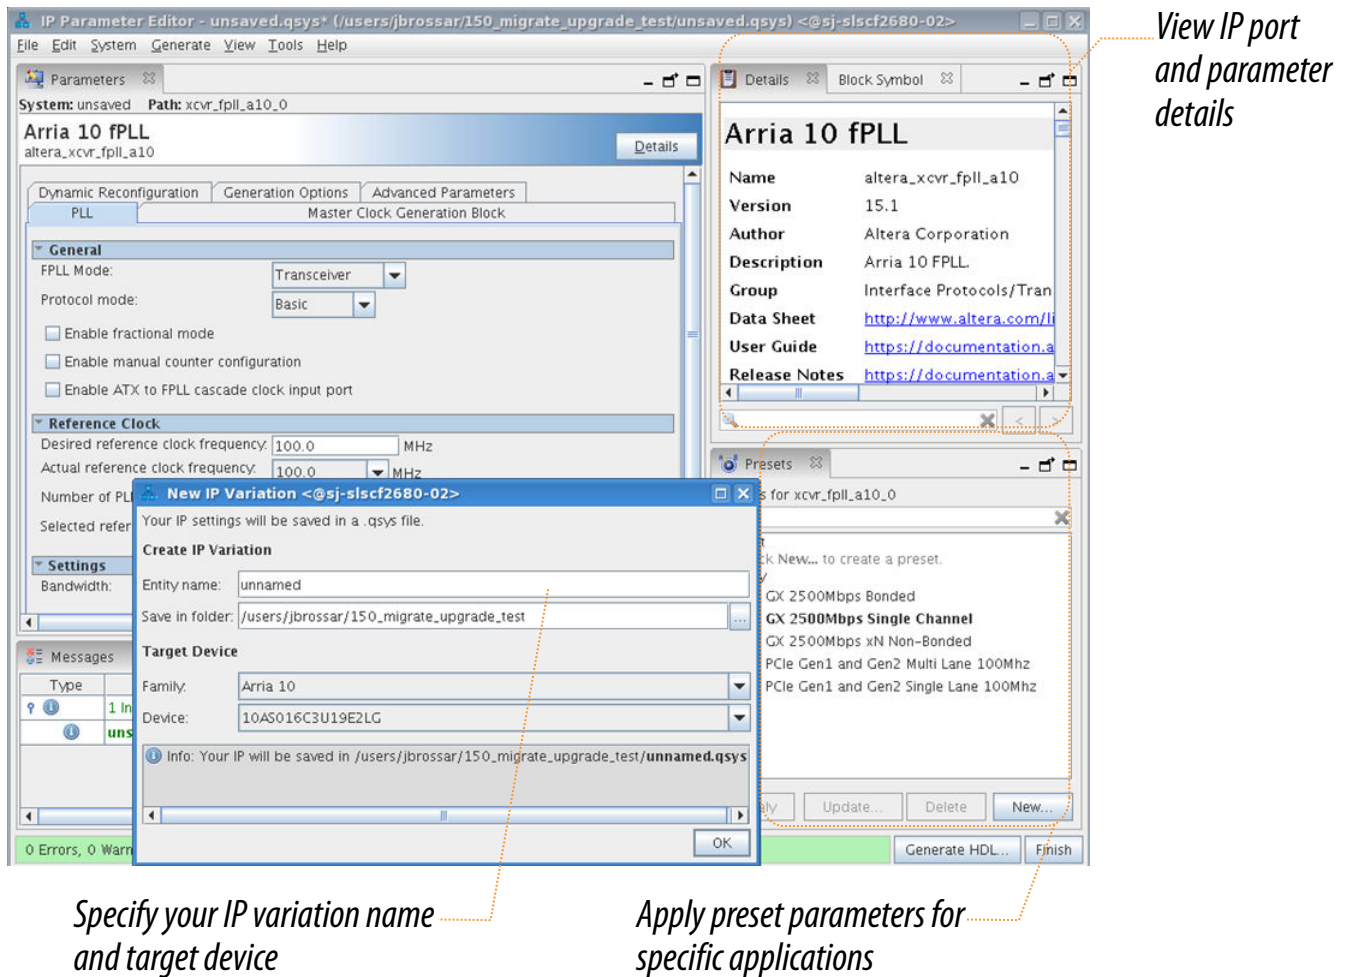 IP Parameter Editor - unsaved.qsys* (/users/jbrossar/150_migrate_upgrade_test/unsaved.qsys) <@sj-slscf2680-02>
File Edit System Generate View Tools Help
Parameters
System: unsaved Path: xcvr_fpll_a10_0
Arria 10 fPLL
altera_xcvr_fpll_a10
Details
Dynamic Reconfiguration Generation Options Advanced Parameters
PLL Master Clock Generation Block
General
FPLL Mode: Transceiver
Protocol mode: Basic
Enable fractional mode
Enable manual counter configuration
Enable ATX to FPLL cascade clock input port
Reference Clock
Desired reference clock frequency: 100.0 MHz
Actual reference clock frequency: 100.0 MHz
Number of PL
Selected refer
Settings
Bandwidth:
Messages
Type
1 In
uns
0 Errors, 0 Warn
Details Block Symbol
Arria 10 fPLL
Name altera_xcvr_fpll_a10
Version 15.1
Author Altera Corporation
Description Arria 10 FPLL.
Group Interface Protocols/Tran
Data Sheet http://www.altera.com/li
User Guide https://documentation.a
Release Notes https://documentation.a
< >
Presets
s for xcvr_fpll_a10_0
t
ck New... to create a preset.
y
GX 2500Mbps Bonded
GX 2500Mbps Single Channel
GX 2500Mbps xN Non-Bonded
PCIe Gen1 and Gen2 Multi Lane 100Mhz
PCIe Gen1 and Gen2 Single Lane 100Mhz
ly Update... Delete New...
Generate HDL... Finish
New IP Variation <@sj-slscf2680-02>
Your IP settings will be saved in a .qsys file.
Create IP Variation
Entity name: unnamed
Save in folder: /users/jbrossar/150_migrate_upgrade_test ...
Target Device
Family: Arria 10
Device: 10AS016C3U19E2LG
Info: Your IP will be saved in /users/jbrossar/150_migrate_upgrade_test/unnamed.qsys
OK
View IP port
and parameter
details
Specify your IP variation name
and target device
Apply preset parameters for
specific applications